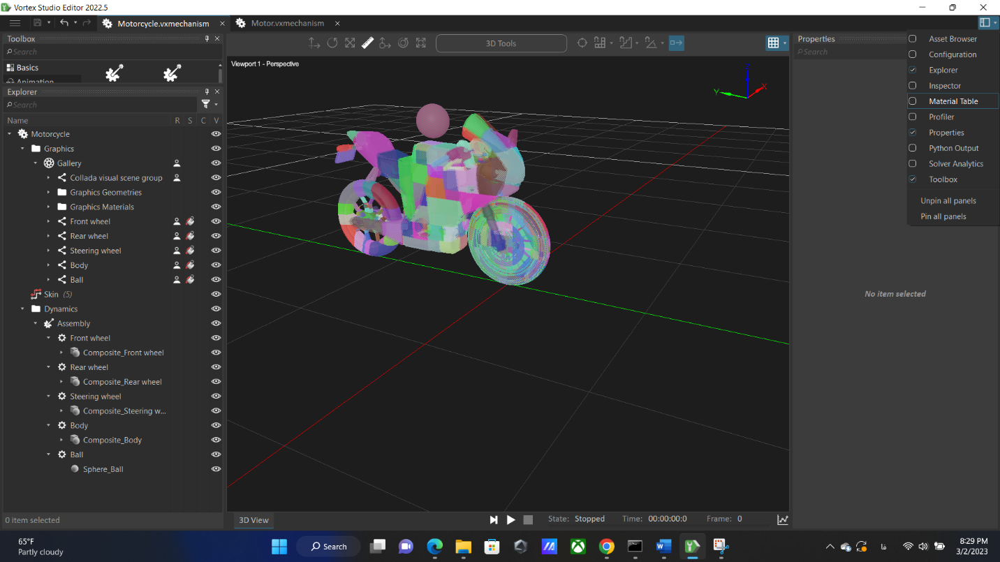 Vortex Studio Editor 2022.5
Motorcycle.vxmechanism
Motor.vxmechanism
Toolbox
Search
Basics
Animation
Explorer
Search
Name R S C V
Motorcycle
Graphics
Gallery
Collada visual scene group
Graphics Geometries
Graphics Materials
Front wheel
Rear wheel
Steering wheel
Body
Ball
Skin (5)
Dynamics
Assembly
Front wheel
Composite_Front wheel
Rear wheel
Composite_Rear wheel
Steering wheel
Composite_Steering w...
Body
Composite_Body
Ball
Sphere_Ball
0 item selected
3D Tools
Viewport 1 - Perspective
Z
Y
X
3D View
State: Stopped Time: 00:00:00:0 Frame: 0
Properties
Search
No item selected
Asset Browser
Configuration
Explorer
Inspector
Material Table
Profiler
Properties
Python Output
Solver Analytics
Toolbox
Unpin all panels
Pin all panels
65°F
Partly cloudy
Search
فا
8:29 PM
3/2/2023